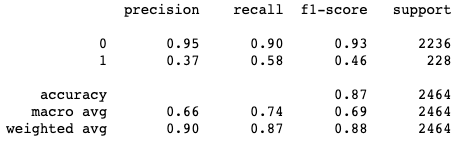 precision recall f1-score support
0 0.95 0.90 0.93 2236
1 0.37 0.58 0.46 228
accuracy 0.87 2464
macro avg 0.66 0.74 0.69 2464
weighted avg 0.90 0.87 0.88 2464